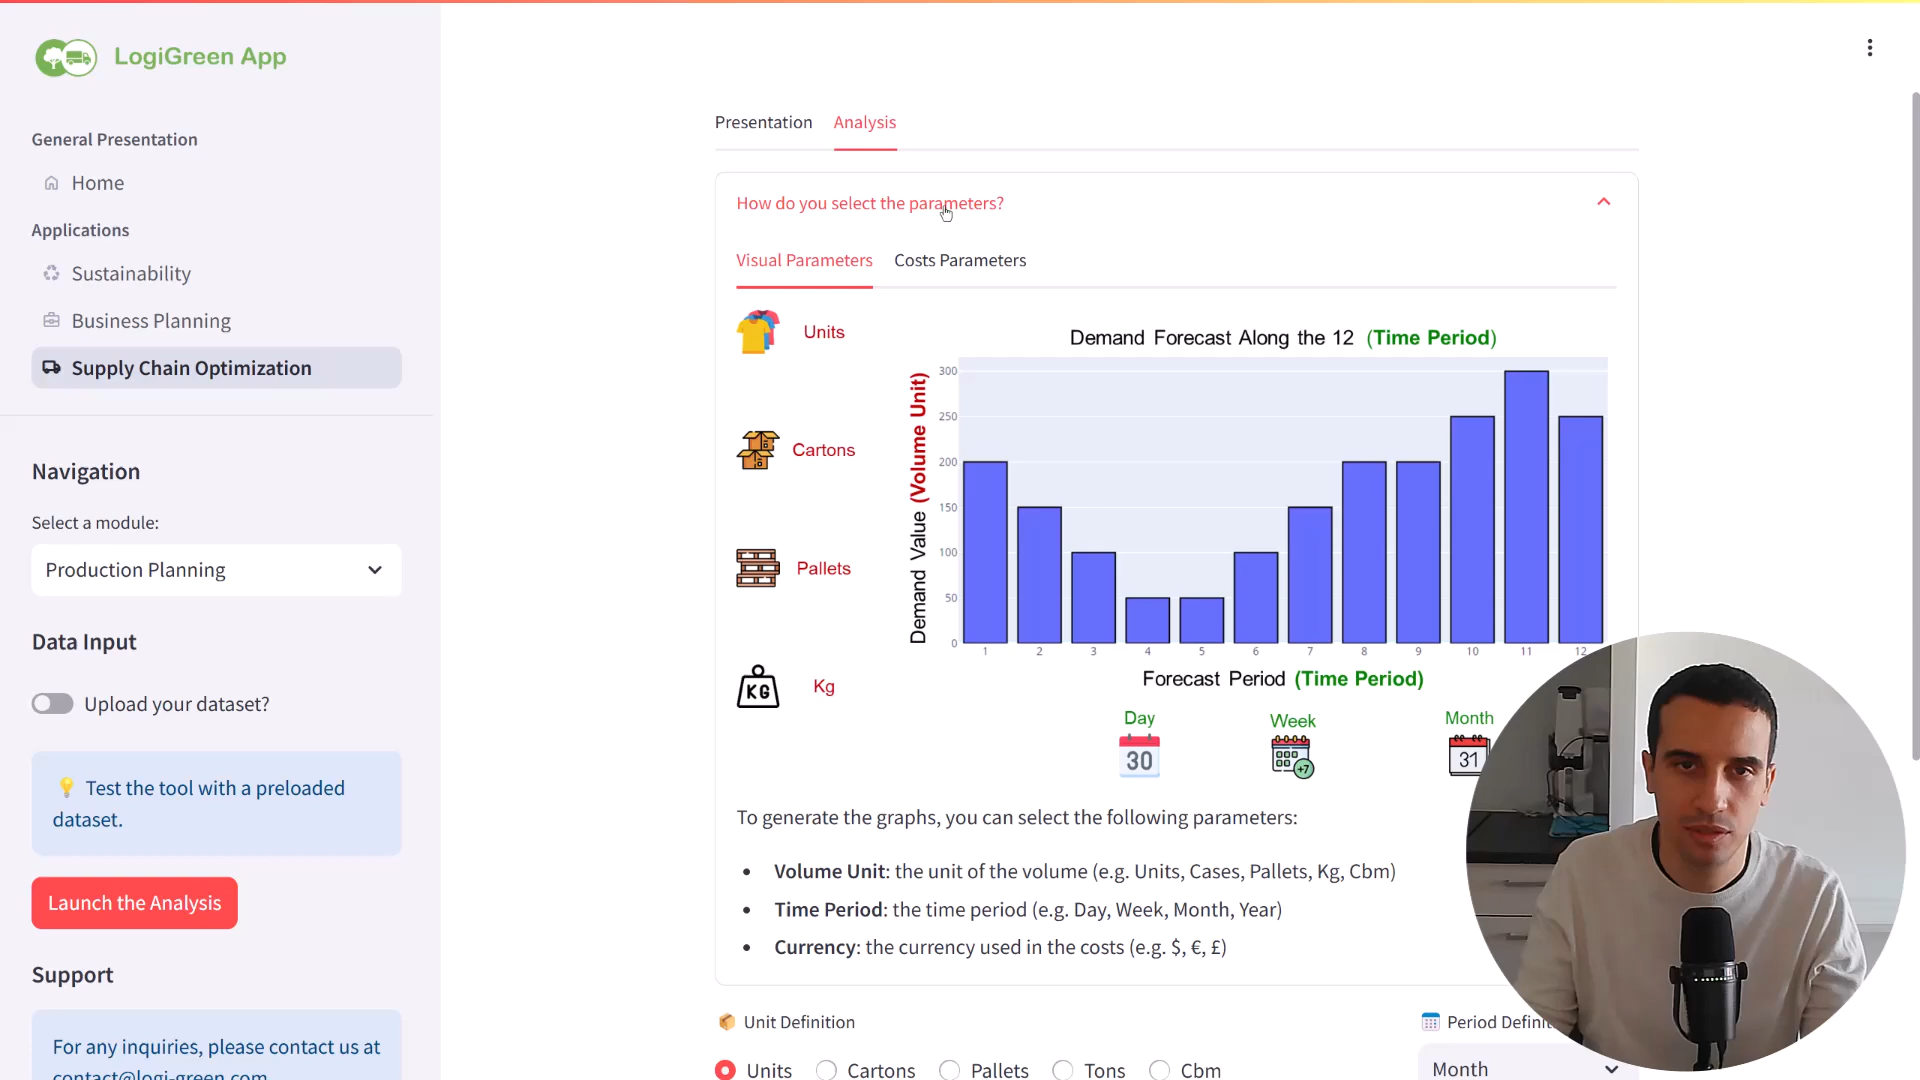 LogiGreen App
General Presentation
Home
Applications
Sustainability
Business Planning
Supply Chain Optimization
Navigation
Select a module:
Production Planning
Data Input
Upload your dataset?
Test the tool with a preloaded
dataset.
Launch the Analysis
Support
For any inquiries, please contact us at
contact@logi-green.com
Presentation Analysis
How do you select the parameters?
Visual Parameters Costs Parameters
Units
Cartons
Pallets
KG
Kg
Demand Forecast Along the 12 (Time Period)
Demand Value (Volume Unit)
300
250
200
150
100
50
0
1 2 3 4 5 6 7 8 9 10 11 12
Forecast Period (Time Period)
Day Week Month
30 +7 31
To generate the graphs, you can select the following parameters:
• Volume Unit: the unit of the volume (e.g. Units, Cases, Pallets, Kg, Cbm)
• Time Period: the time period (e.g. Day, Week, Month, Year)
• Currency: the currency used in the costs (e.g. $, €, £)
Unit Definition
Units Cartons Pallets Tons Cbm
Period
Month